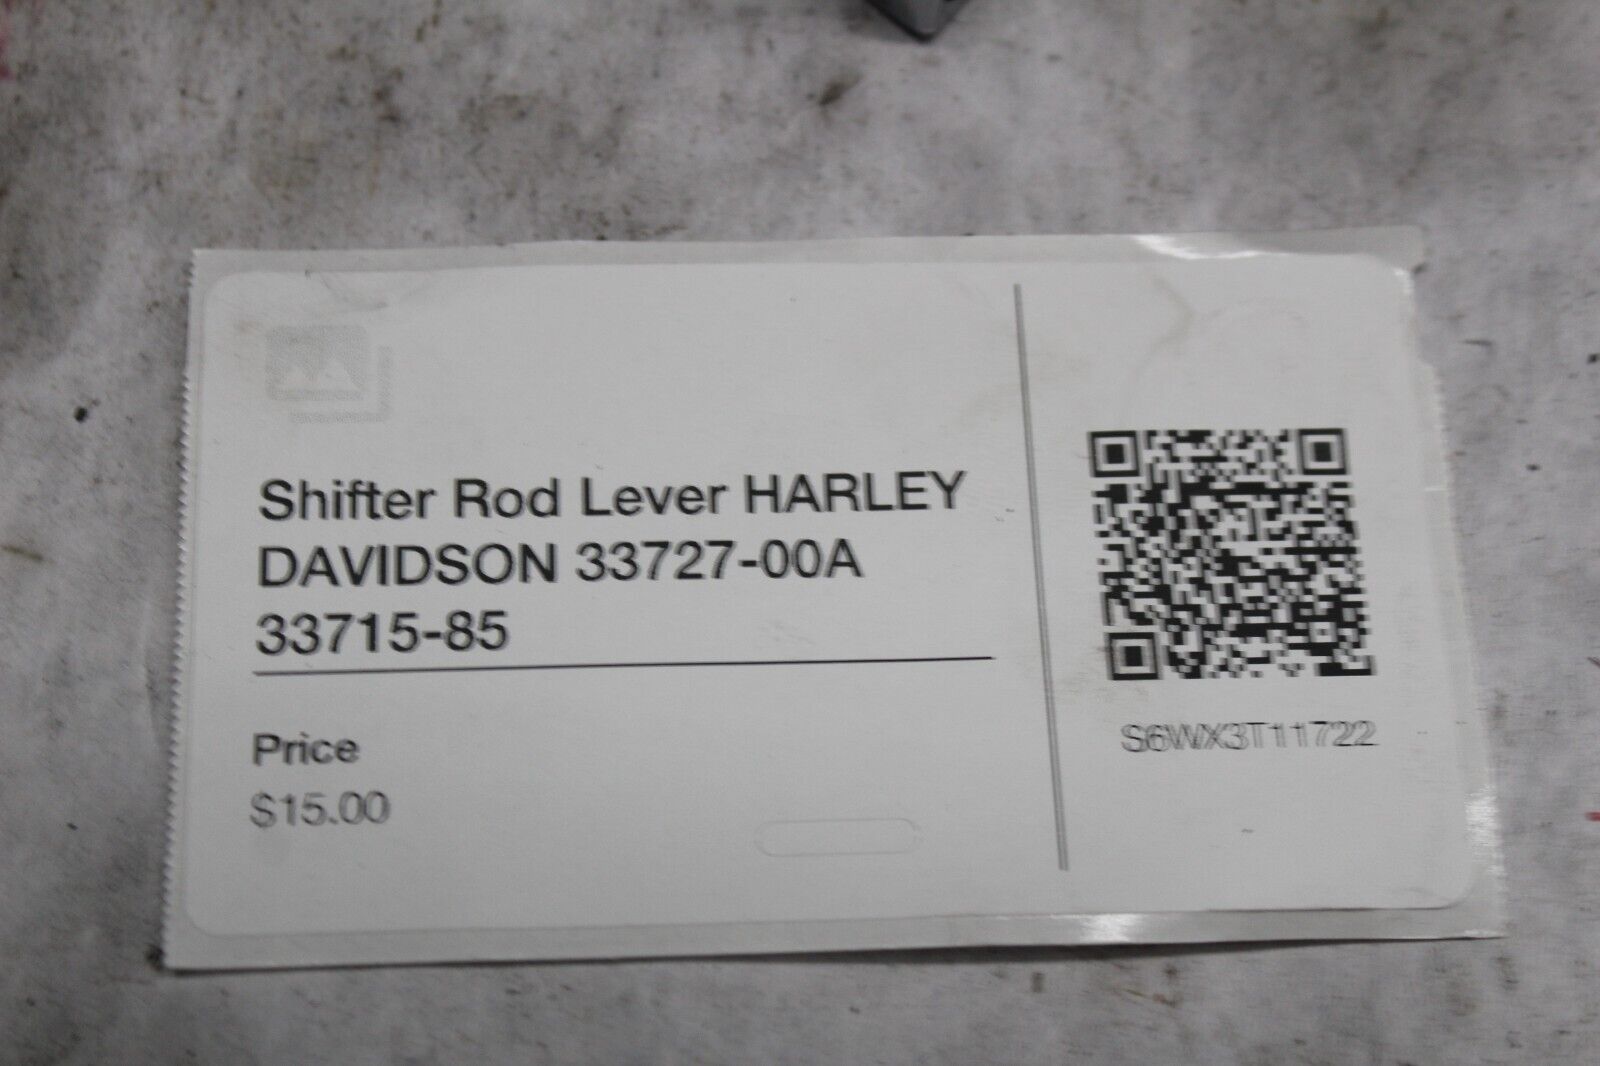 Shifter Rod Lever HARLEY
DAVIDSON 33727-00A
33715-85
Price
$15.00
S6WX3T11722